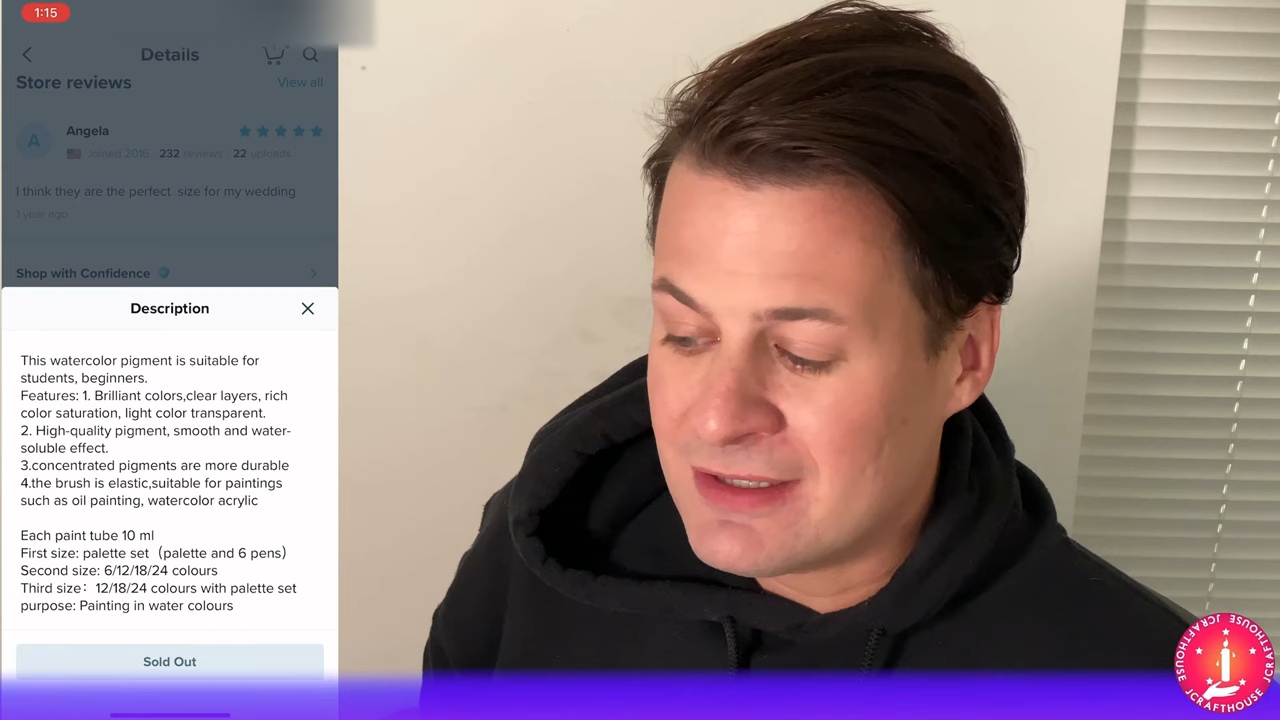 1:15
Details
Store reviews
View all
A
Angela
Joined 2016 · 232 reviews · 22 uploads
I think they are the perfect size for my wedding
1 year ago
Shop with Confidence
Description
This watercolor pigment is suitable for
students, beginners.
Features: 1. Brilliant colors,clear layers, rich
color saturation, light color transparent.
2. High-quality pigment, smooth and water-
soluble effect.
3.concentrated pigments are more durable
4.the brush is elastic,suitable for paintings
such as oil painting, watercolor acrylic
Each paint tube 10 ml
First size: palette set（palette and 6 pens）
Second size: 6/12/18/24 colours
Third size：12/18/24 colours with palette set
purpose: Painting in water colours
Sold Out
JCRAFTHOUSE JCRAFTHOUSE JCRAFTHOUSE